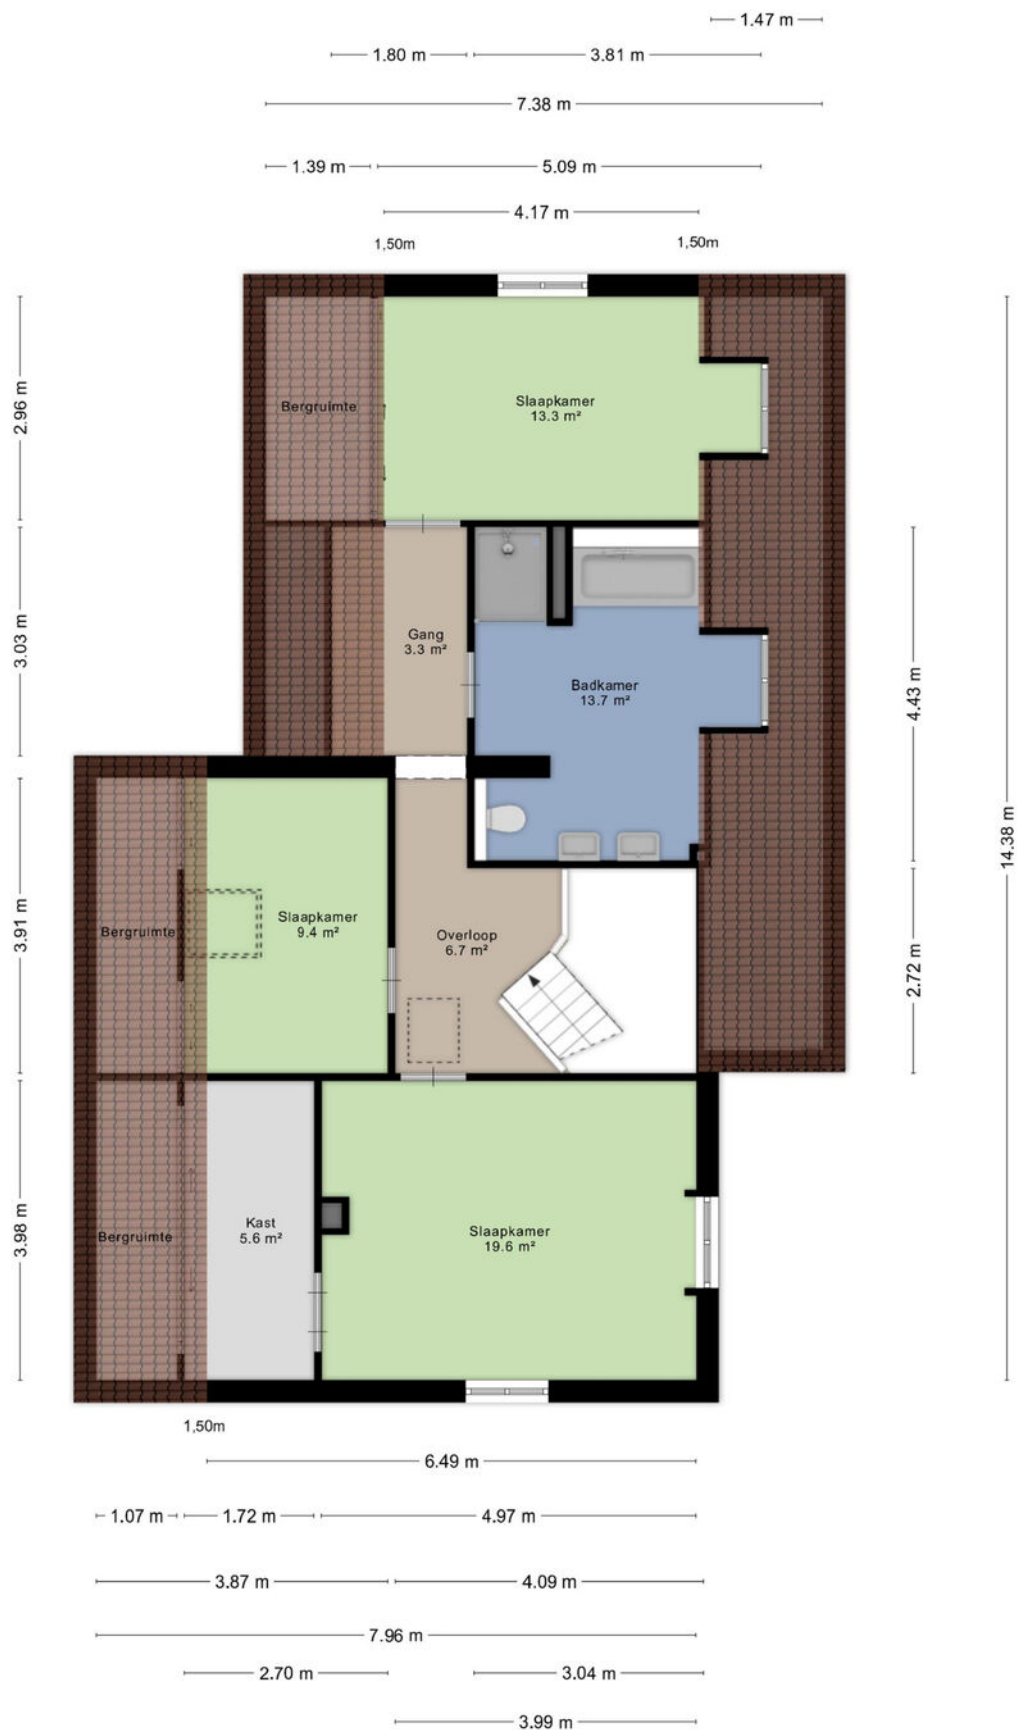 1.47 m
1.80 m
3.81 m
7.38 m
1.39 m
5.09 m
4.17 m
1,50m
1,50m
2.96 m
Bergruimte
Slaapkamer
13.3 m²
3.03 m
Gang
3.3 m²
Badkamer
13.7 m²
4.43 m
14.38 m
3.91 m
Bergruimte
Slaapkamer
9.4 m²
Overloop
6.7 m²
2.72 m
3.98 m
Bergruimte
Kast
5.6 m²
Slaapkamer
19.6 m²
1,50m
6.49 m
1.07 m
1.72 m
4.97 m
3.87 m
4.09 m
7.96 m
2.70 m
3.04 m
3.99 m